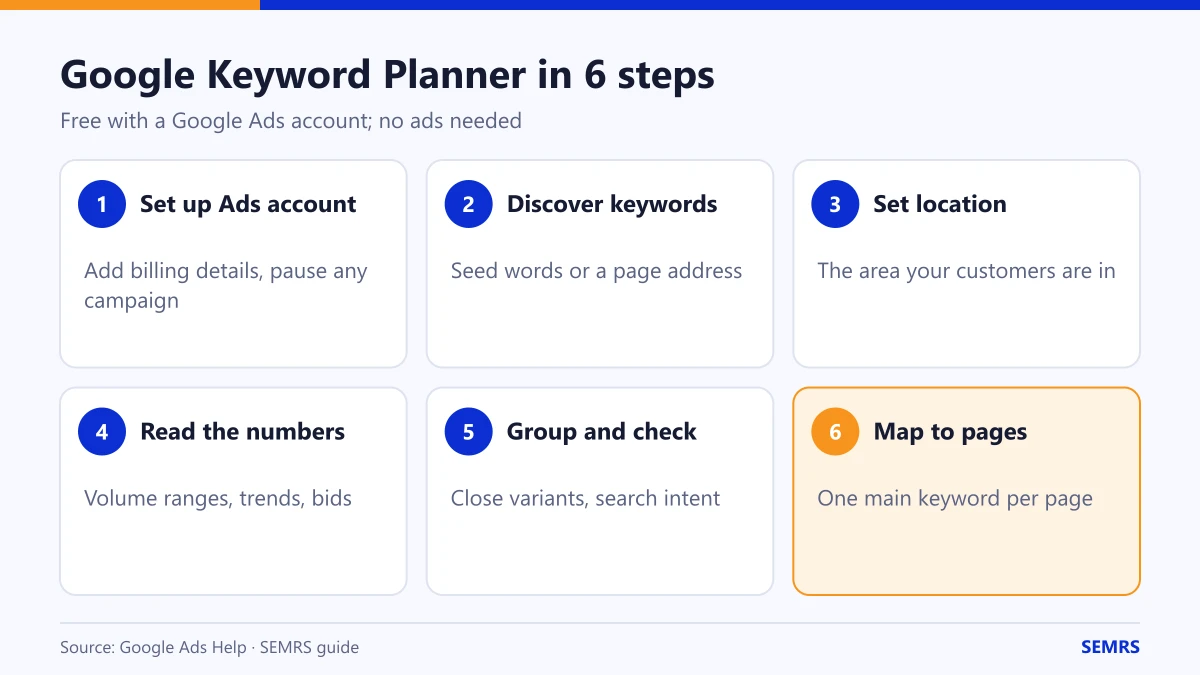 Google Keyword Planner in 6 steps
Free with a Google Ads account; no ads needed
1 Set up Ads account
Add billing details, pause any
campaign
2 Discover keywords
Seed words or a page address
3 Set location
The area your customers are in
4 Read the numbers
Volume ranges, trends, bids
5 Group and check
Close variants, search intent
6 Map to pages
One main keyword per page
Source: Google Ads Help · SEMRS guide
SEMRS